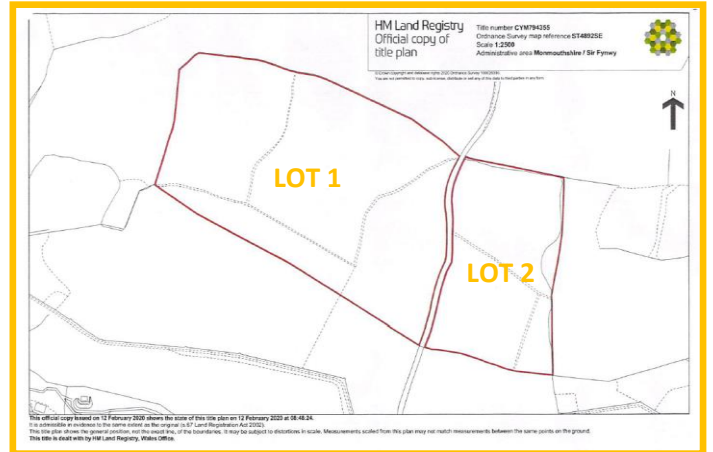 HM Land Registry
Official copy of
title plan
Title number CYM794355
Ordnance Survey map reference ST4892SE
Scale 1:2500
Administrative area Monmouthshire / Sir Fynwy
N
LOT 1
LOT 2
This official copy issued on 12 February 2020 shows the state of this title plan on 12 February 2020 at 08:48:24.
It is admissible in evidence to the same extent as the original (s.67 Land Registration Act 2002).
This title plan shows the general position, not the exact line, of the boundaries. It may be subject to distortions in scale. Measurements scaled from this plan may not match measurements between the same points on the ground.
This title is dealt with by HM Land Registry, Wales Office.